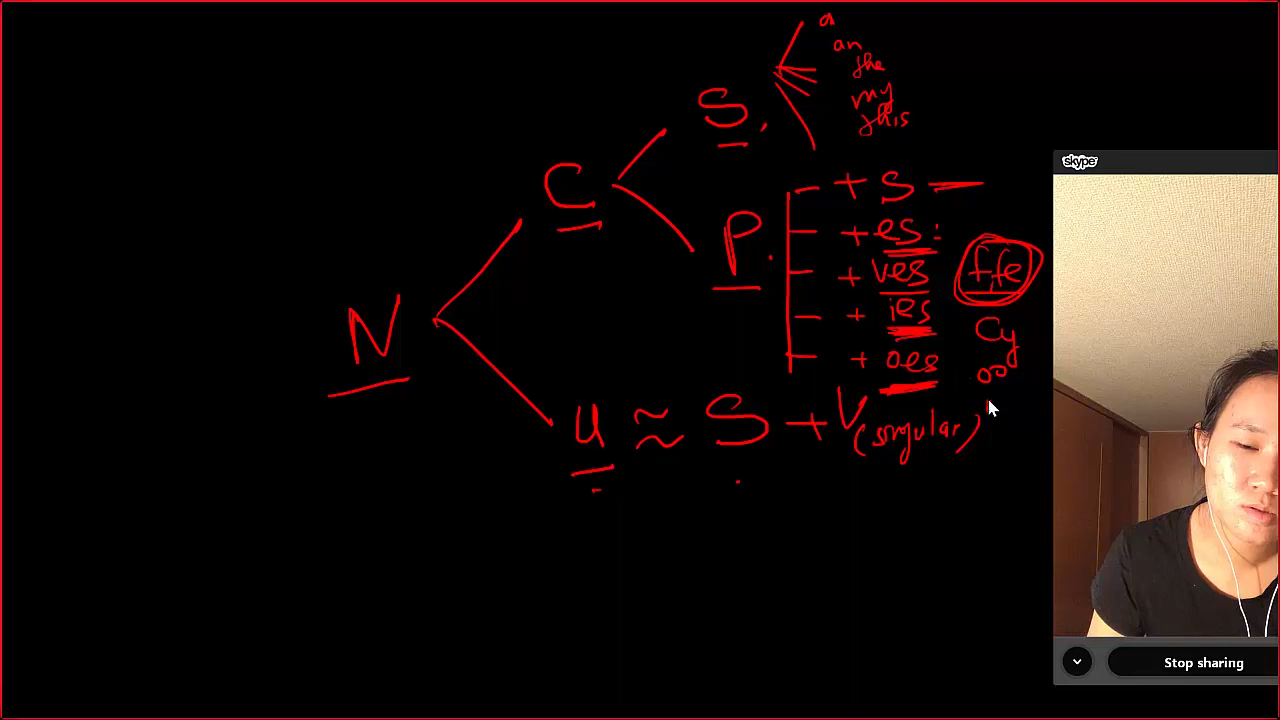 a
an
the
my
this
S,
skype
C
+ S —
P.
+ es:
+ ves
f,fe
+ ies
N
Cy
+ oes
oo
u ≈ S + V
(singular)
Stop sharing